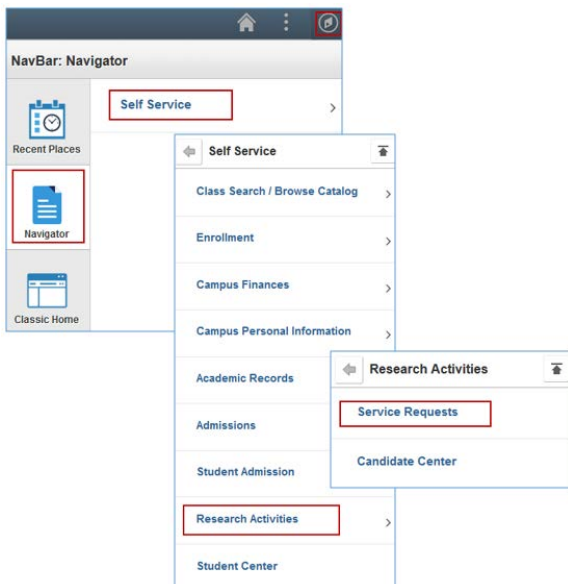 NavBar: Navigator
Recent Places
Navigator
Classic Home
Self Service
Self Service
Class Search / Browse Catalog
Enrollment
Campus Finances
Campus Personal Information
Academic Records
Admissions
Student Admission
Research Activities
Student Center
Research Activities
Service Requests
Candidate Center